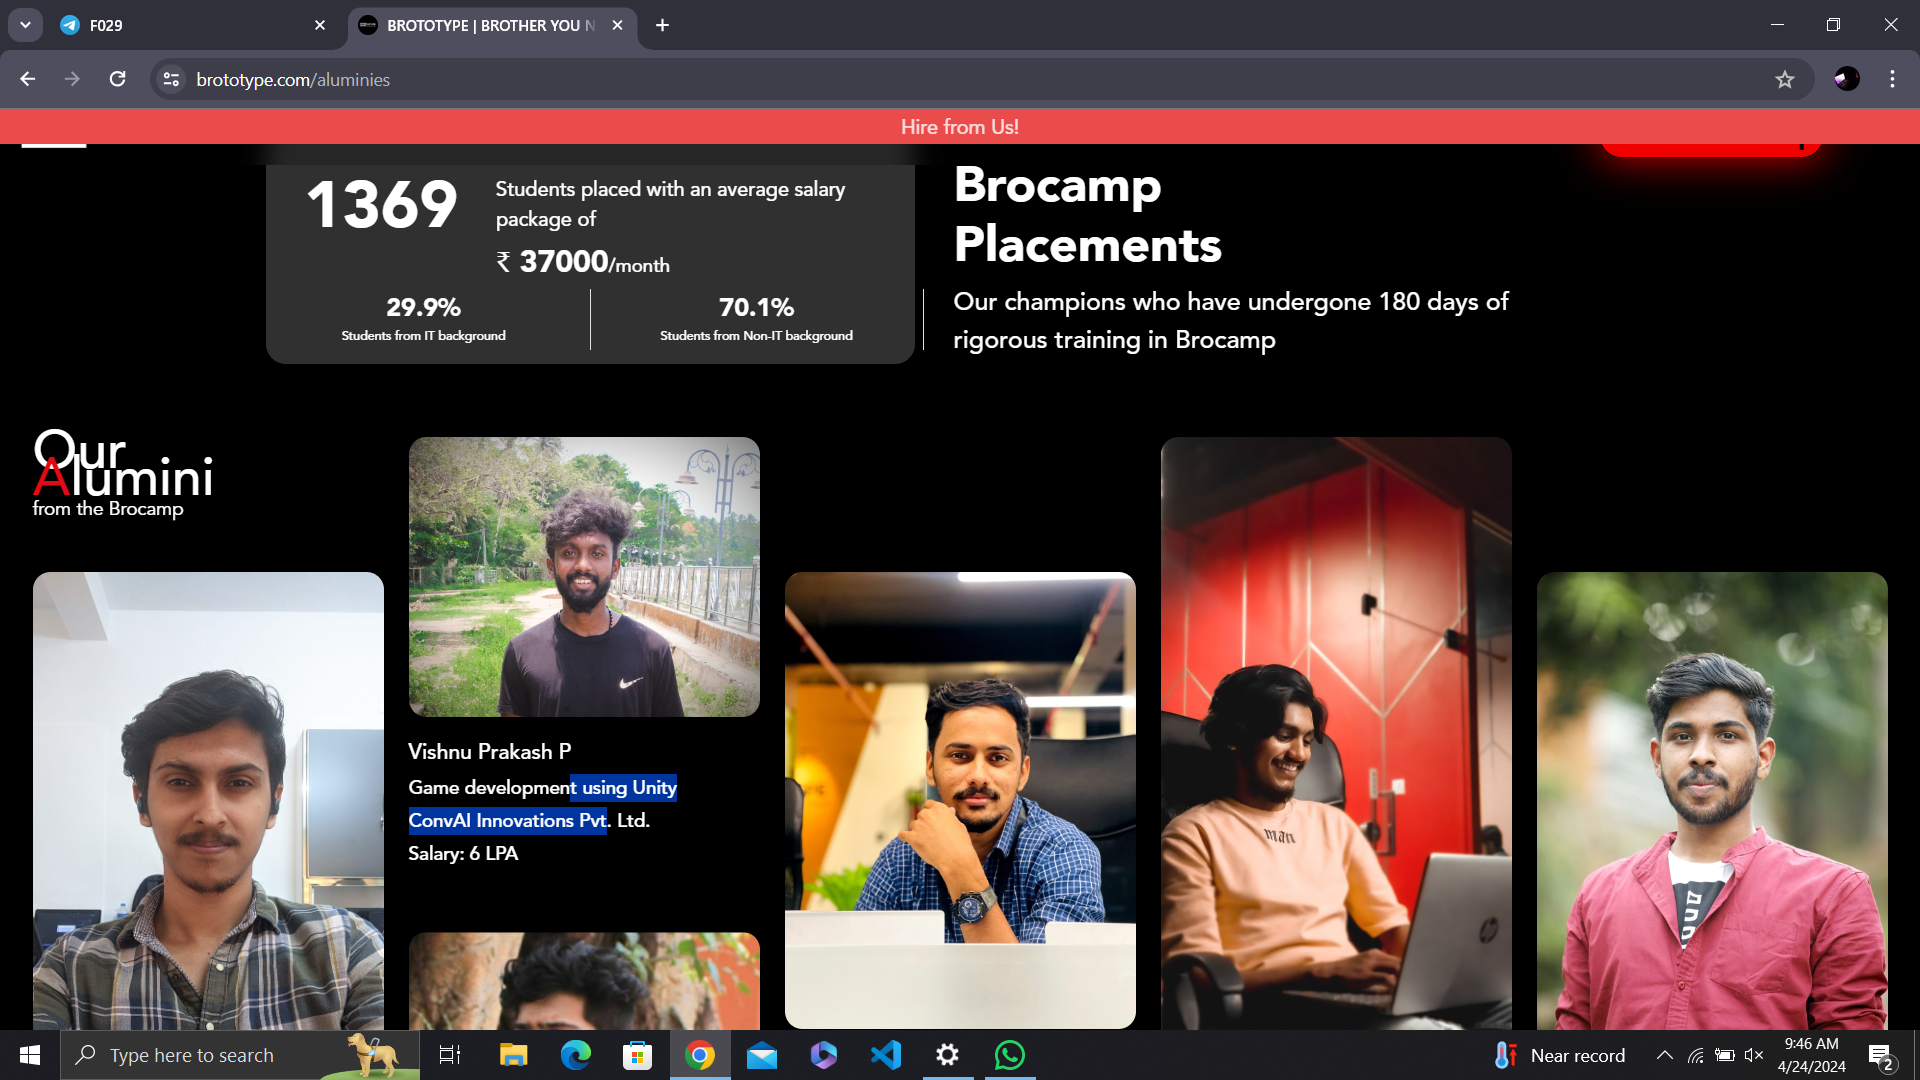 F029
BROTOTYPE | BROTHER YOU N
brototype.com/aluminies
Hire from Us!
1369
Students placed with an average salary
package of
₹ 37000/month
29.9%
Students from IT background
70.1%
Students from Non-IT background
Brocamp
Placements
Our champions who have undergone 180 days of
rigorous training in Brocamp
Our
Alumini
from the Brocamp
Vishnu Prakash P
Game development using Unity
ConvAI Innovations Pvt. Ltd.
Salary: 6 LPA
man
hp
Type here to search
Near record
9:46 AM
4/24/2024
2